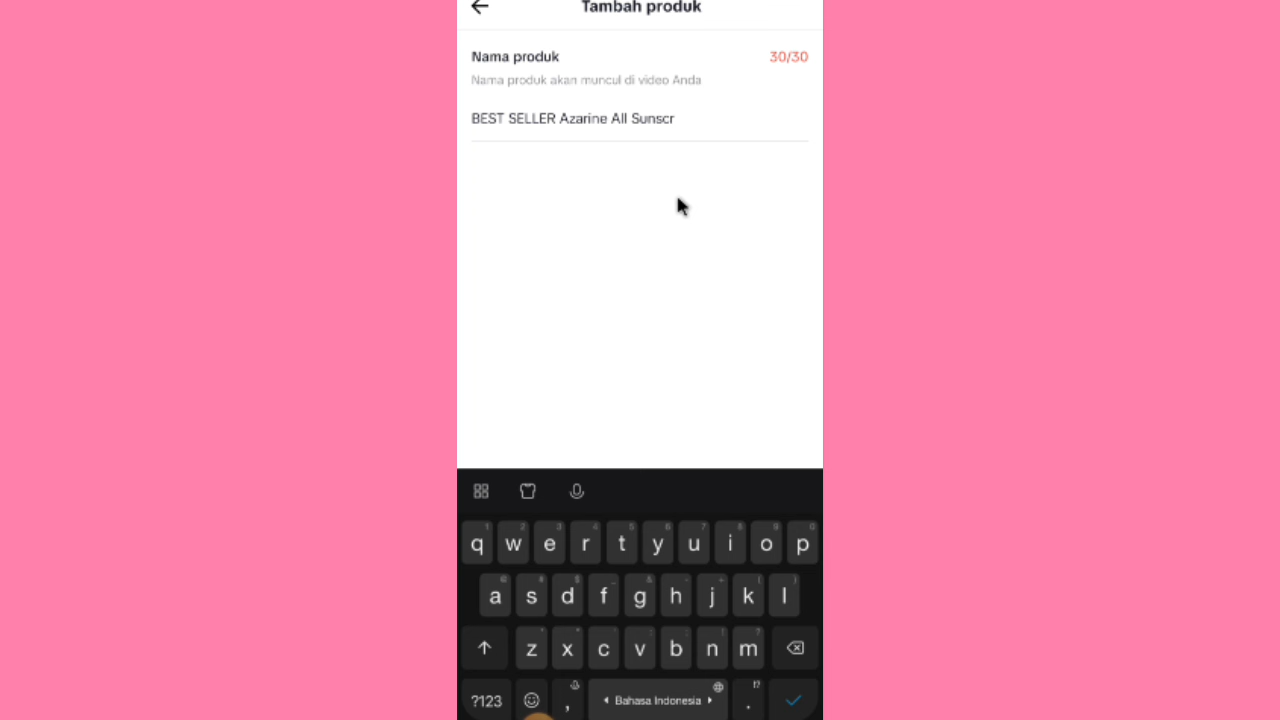 Tambah produk
Nama produk 30/30
Nama produk akan muncul di video Anda
BEST SELLER Azarine All Sunscr
q w e r t y u i o p
a s d f g h j k l
z x c v b n m
?123 , Bahasa Indonesia .